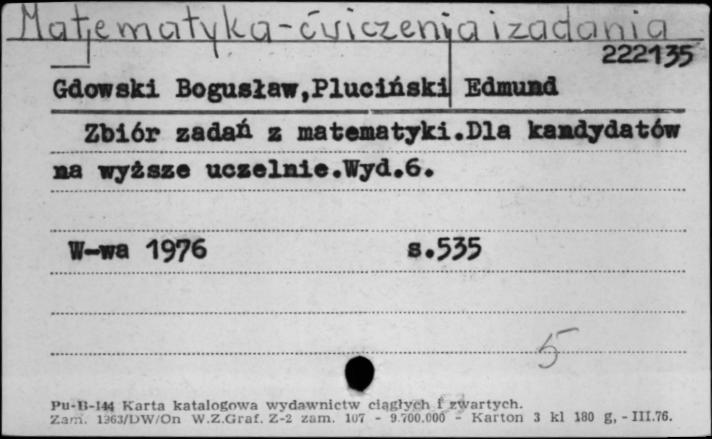 Matematyka-ćwiczenia i zadania
222135
Gdowski Bogusław,Pluciński Edmund
Zbiór zadań z matematyki.Dla kandydatów
na wyższe uczelnie.Wyd.6.
W-wa 1976 s.535
5
Pu-B-144 Karta katalogowa wydawnictw ciągłych i zwartych.
Zam. 1363/DW/On W.Z.Graf. Z-2 zam. 107 - 9.700.000 - Karton 3 kl 180 g, - III.76.